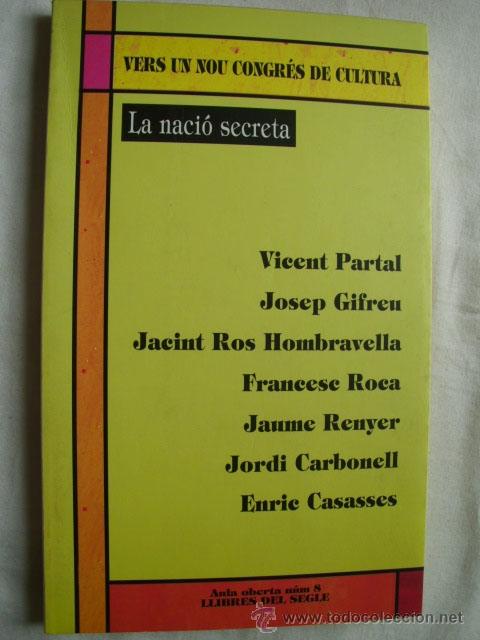 VERS UN NOU CONGRÉS DE CULTURA
La nació secreta
Vicent Partal
Josep Gifreu
Jacint Ros Hombravella
Francesc Roca
Jaume Renyer
Jordi Carbonell
Enric Casasses
Aula oberta núm 8
LLIBRES DEL SEGLE
todocoleccion.net